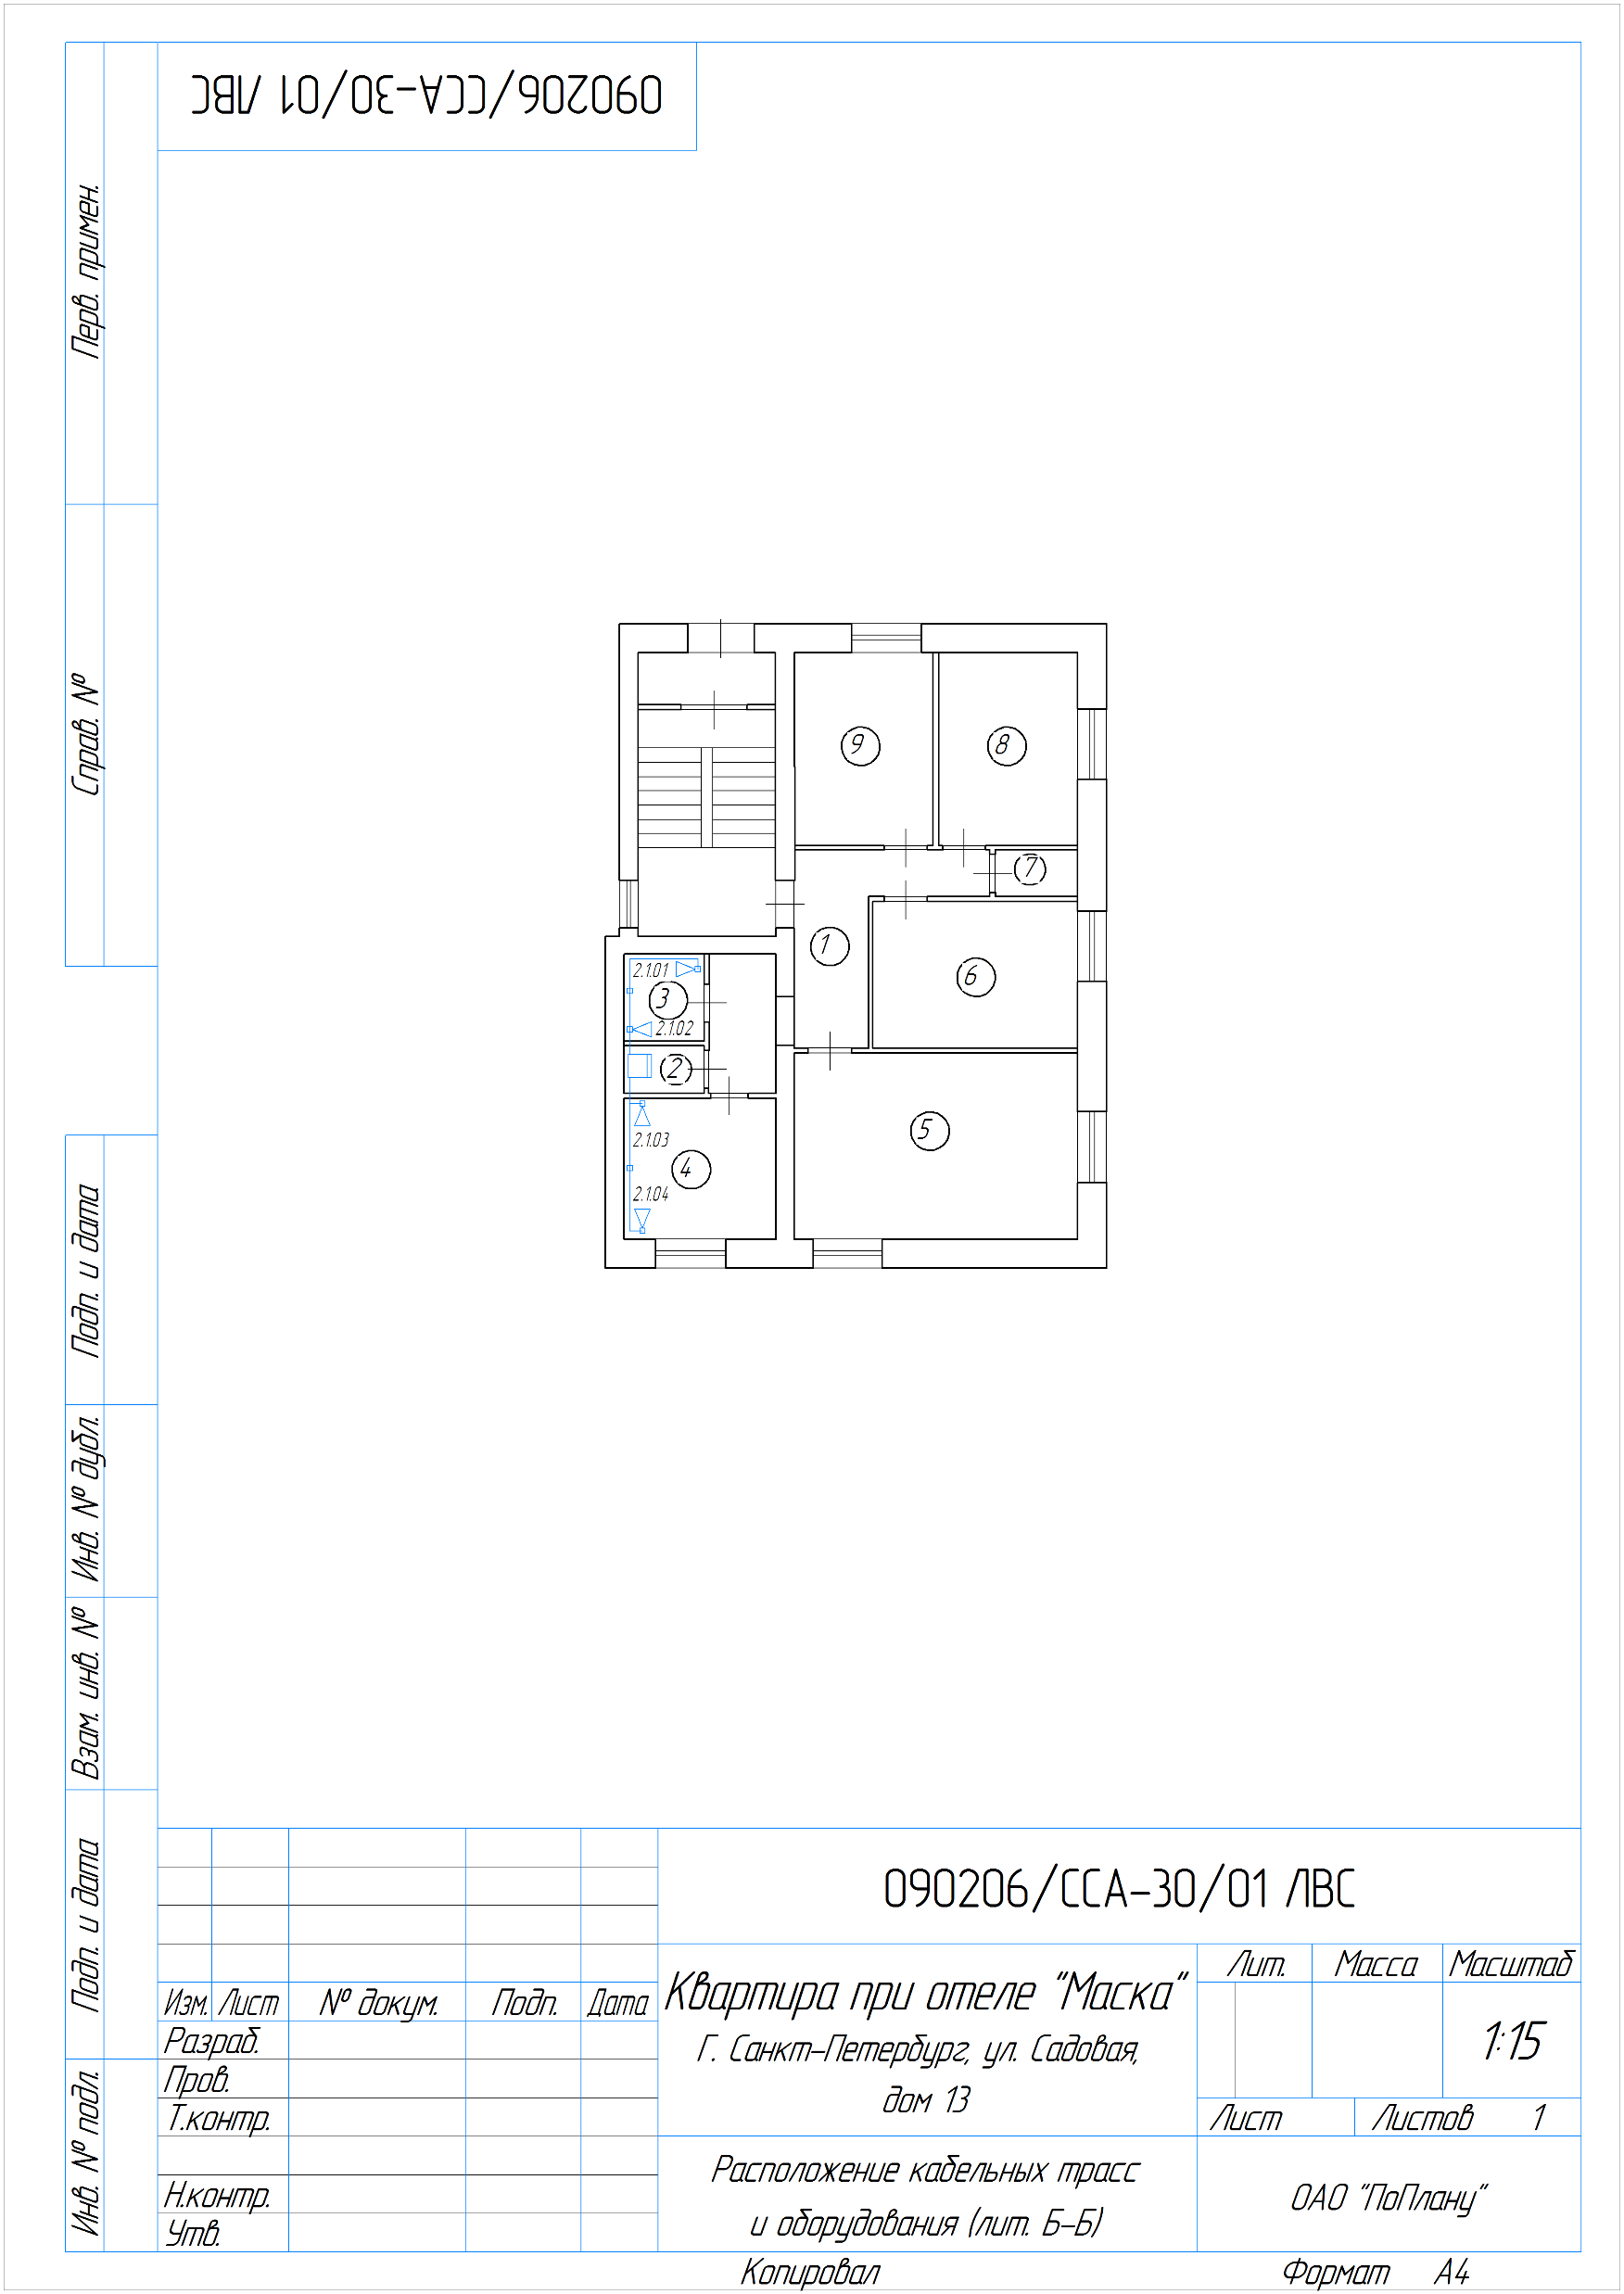 090206/ССА-30/01 ЛВС
Перв. примен.
Справ. №
9
8
7
1
6
2.1.01
3
2.1.02
2
2.1.03
5
4
2.1.04
Подп. и дата
Инв. № дубл.
Взам. инв. №
Подп. и дата
Инв. № подл.
090206/ССА-30/01 ЛВС
Лит. Масса Масштаб
Изм. Лист № докум. Подп. Дата
Квартира при отеле "Маска"
Г. Санкт-Петербург, ул. Садовая,
дом 13
1:15
Разраб.
Пров.
Т.контр.
Лист Листов 1
Расположение кабельных трасс
и оборудования (лит. Б-Б)
ОАО "ПоПлану"
Н.контр.
Утв.
Копировал Формат А4